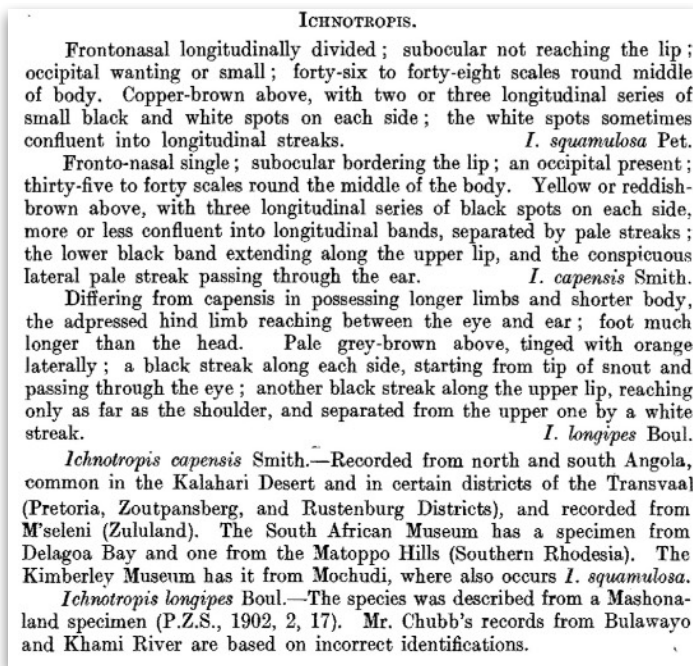 ICHNOTROPIS.
Frontonasal longitudinally divided; subocular not reaching the lip;
occipital wanting or small; forty-six to forty-eight scales round middle
of body. Copper-brown above, with two or three longitudinal series of
small black and white spots on each side; the white spots sometimes
confluent into longitudinal streaks. I. squamulosa Pet.
Fronto-nasal single; subocular bordering the lip; an occipital present;
thirty-five to forty scales round the middle of the body. Yellow or reddish-
brown above, with three longitudinal series of black spots on each side,
more or less confluent into longitudinal bands, separated by pale streaks;
the lower black band extending along the upper lip, and the conspicuous
lateral pale streak passing through the ear. I. capensis Smith.
Differing from capensis in possessing longer limbs and shorter body,
the adpressed hind limb reaching between the eye and ear; foot much
longer than the head. Pale grey-brown above, tinged with orange
laterally; a black streak along each side, starting from tip of snout and
passing through the eye; another black streak along the upper lip, reaching
only as far as the shoulder, and separated from the upper one by a white
streak. I. longipes Boul.
Ichnotropis capensis Smith.—Recorded from north and south Angola,
common in the Kalahari Desert and in certain districts of the Transvaal
(Pretoria, Zoutpansberg, and Rustenburg Districts), and recorded from
M'seleni (Zululand). The South African Museum has a specimen from
Delagoa Bay and one from the Matoppo Hills (Southern Rhodesia). The
Kimberley Museum has it from Mochudi, where also occurs I. squamulosa.
Ichnotropis longipes Boul.—The species was described from a Mashona-
land specimen (P.Z.S., 1902, 2, 17). Mr. Chubb's records from Bulawayo
and Khami River are based on incorrect identifications.